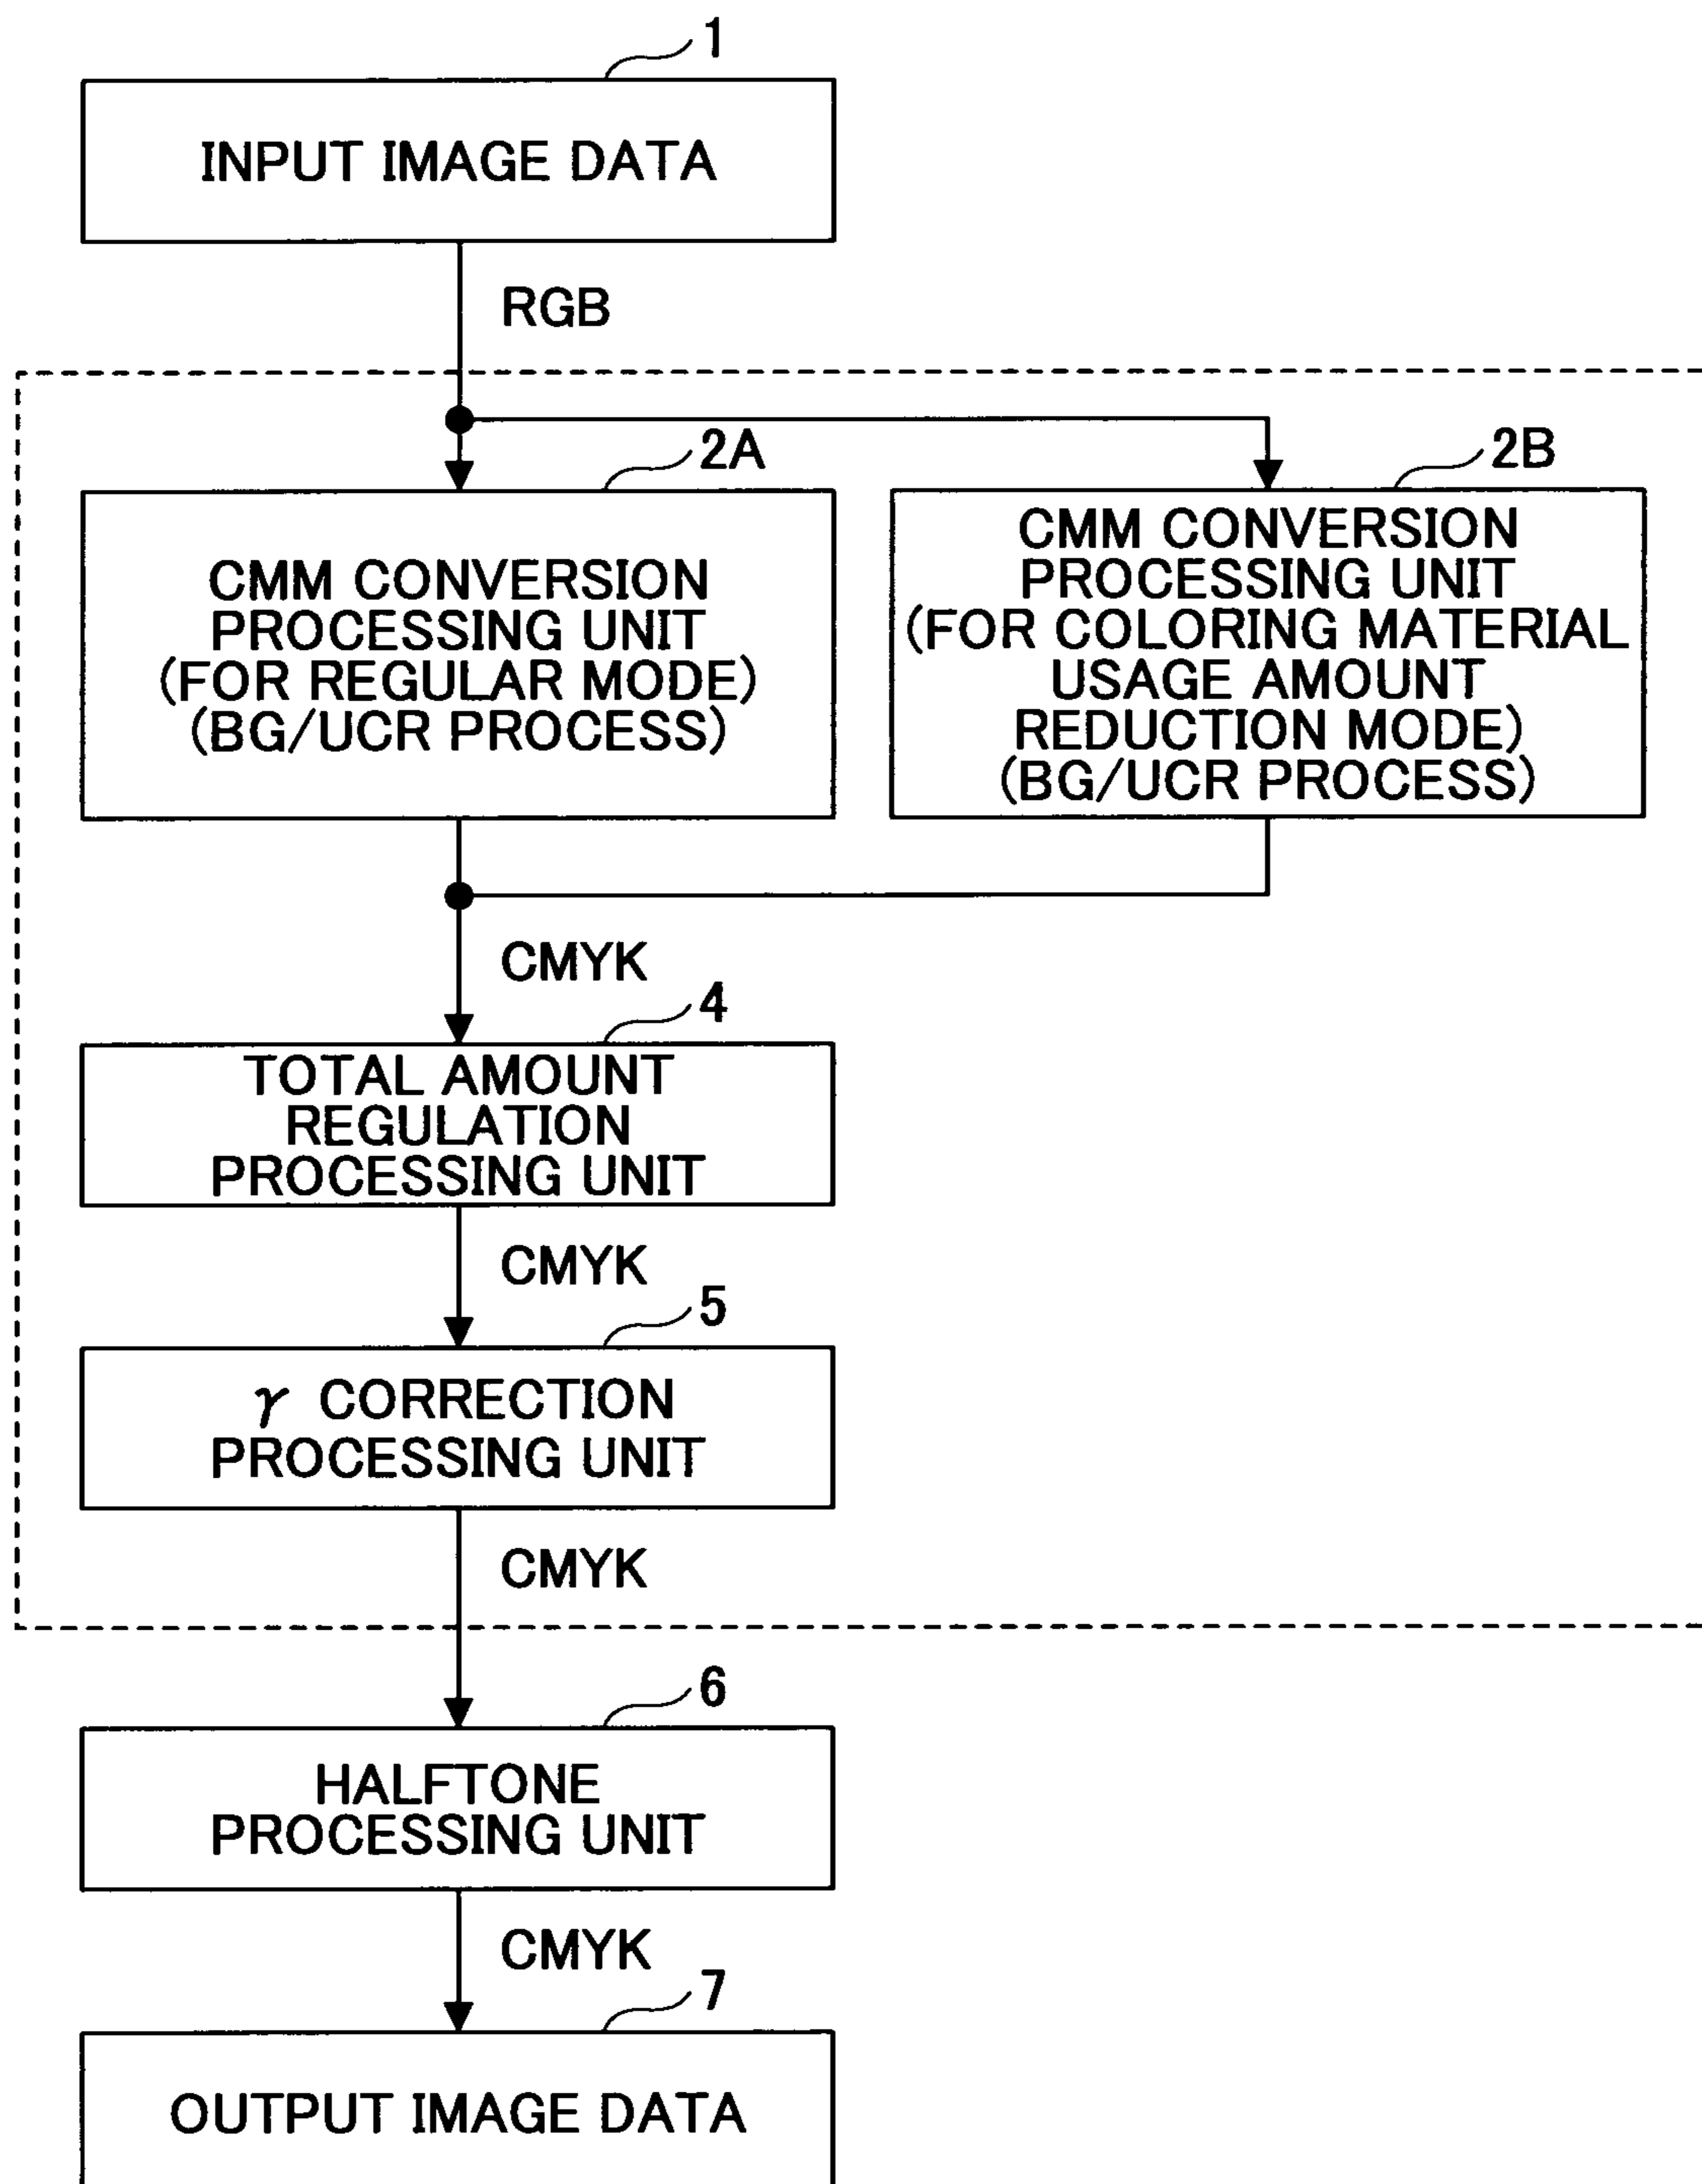 1
INPUT IMAGE DATA
RGB
2A
CMM CONVERSION
PROCESSING UNIT
(FOR REGULAR MODE)
(BG/UCR PROCESS)
2B
CMM CONVERSION
PROCESSING UNIT
(FOR COLORING MATERIAL
USAGE AMOUNT
REDUCTION MODE)
(BG/UCR PROCESS)
CMYK
4
TOTAL AMOUNT
REGULATION
PROCESSING UNIT
CMYK
5
γ CORRECTION
PROCESSING UNIT
CMYK
6
HALFTONE
PROCESSING UNIT
CMYK
7
OUTPUT IMAGE DATA